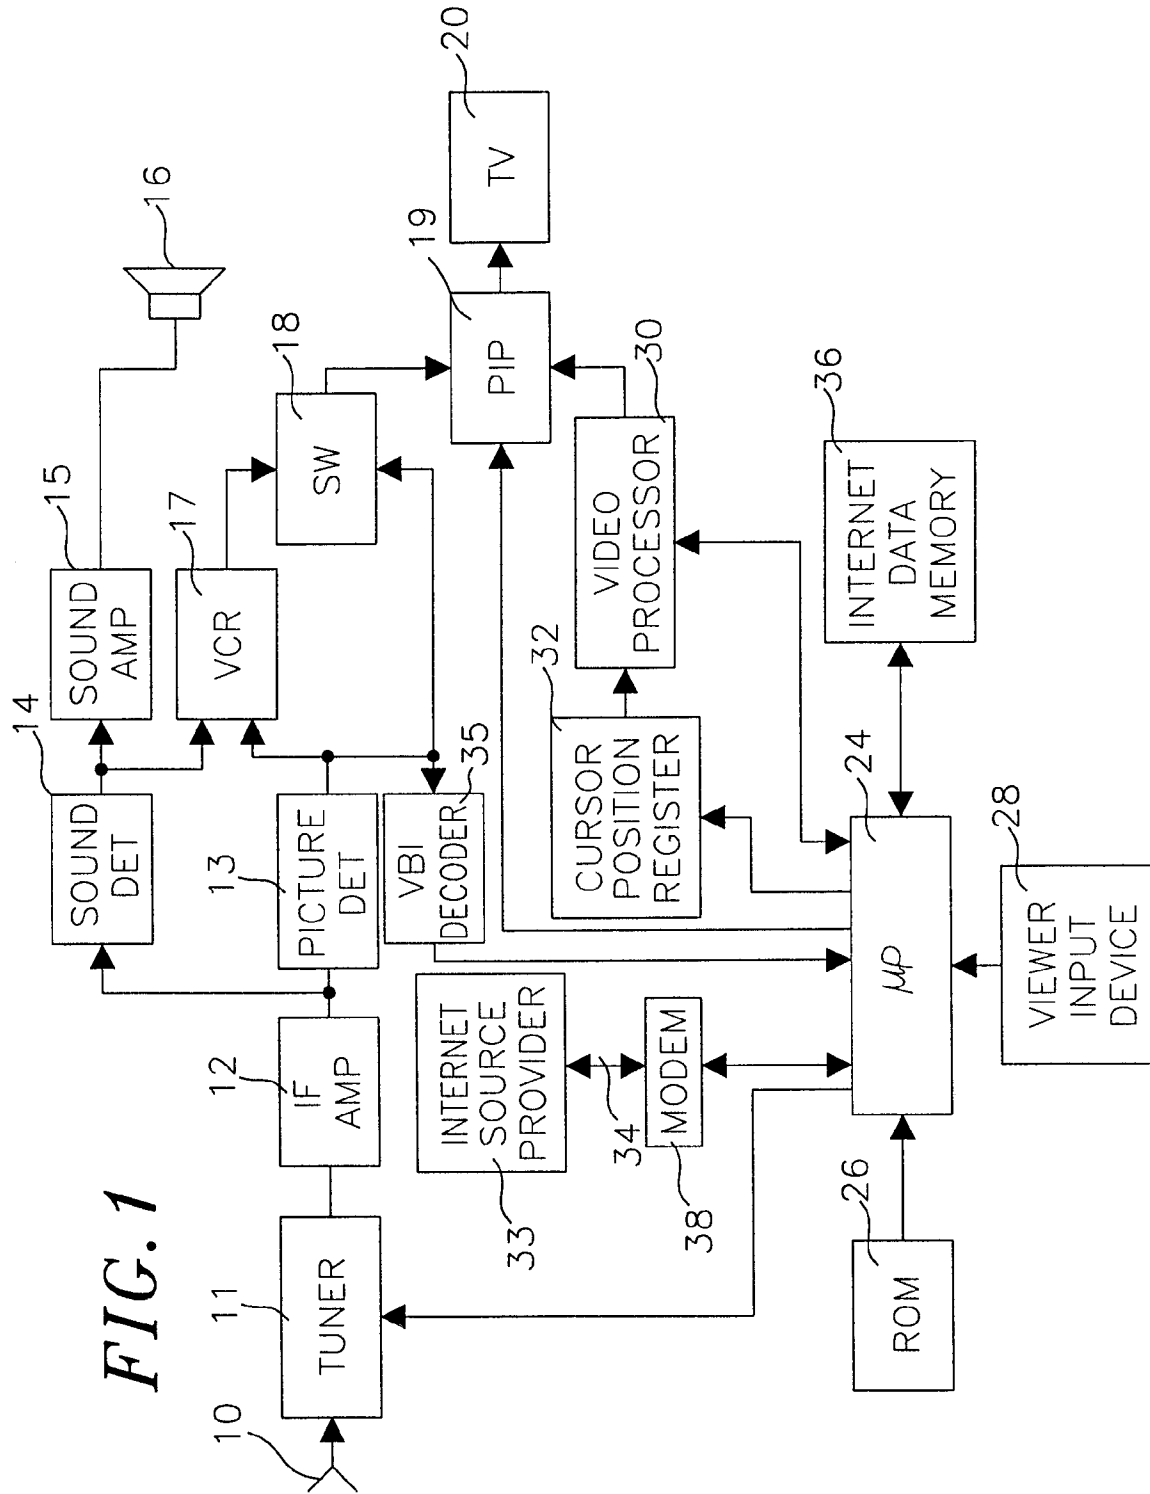 FIG. 1
10
11
TUNER
12
IF
AMP
13
PICTURE
DET
14
SOUND
DET
15
SOUND
AMP
16
17
VCR
18
SW
19
PIP
20
TV
35
VBI
DECODER
33
INTERNET
SOURCE
PROVIDER
34
38
MODEM
32
CURSOR
POSITION
REGISTER
30
VIDEO
PROCESSOR
36
INTERNET
DATA
MEMORY
24
μP
26
ROM
28
VIEWER
INPUT
DEVICE